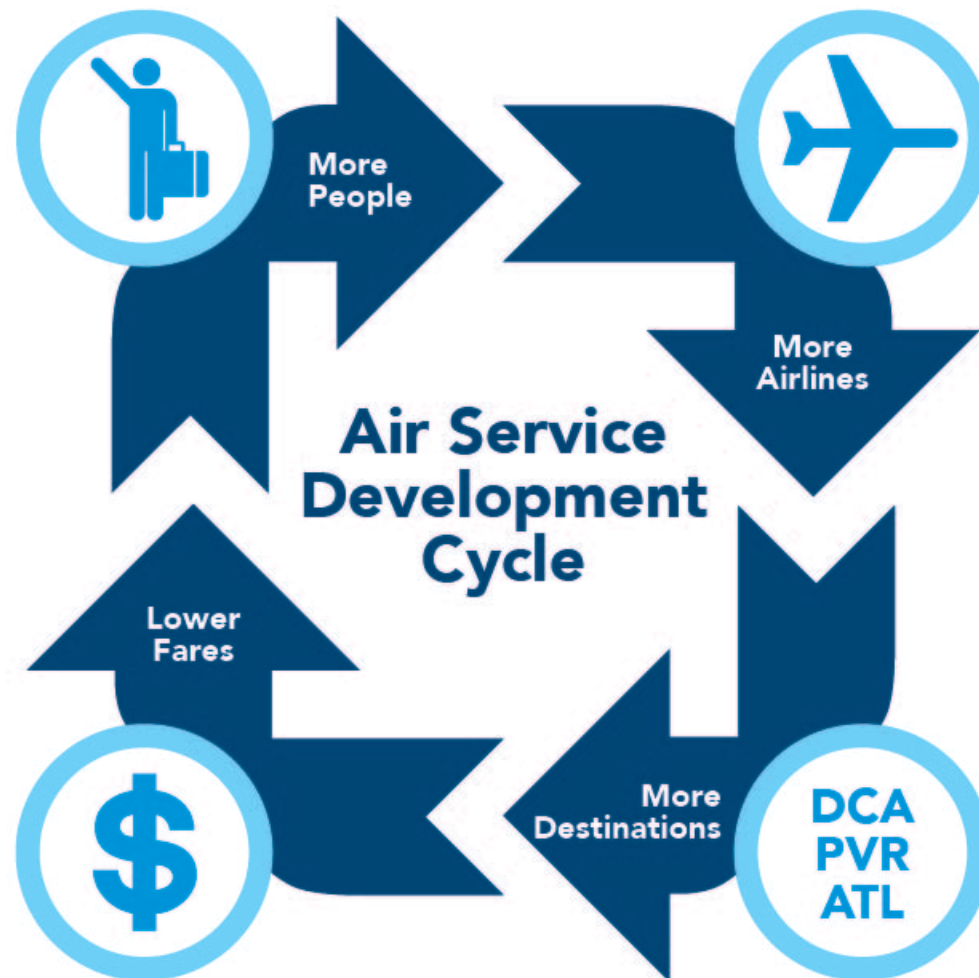 More
People
More
Airlines
Air Service
Development
Cycle
Lower
Fares
More
Destinations
DCA
PVR
ATL
$